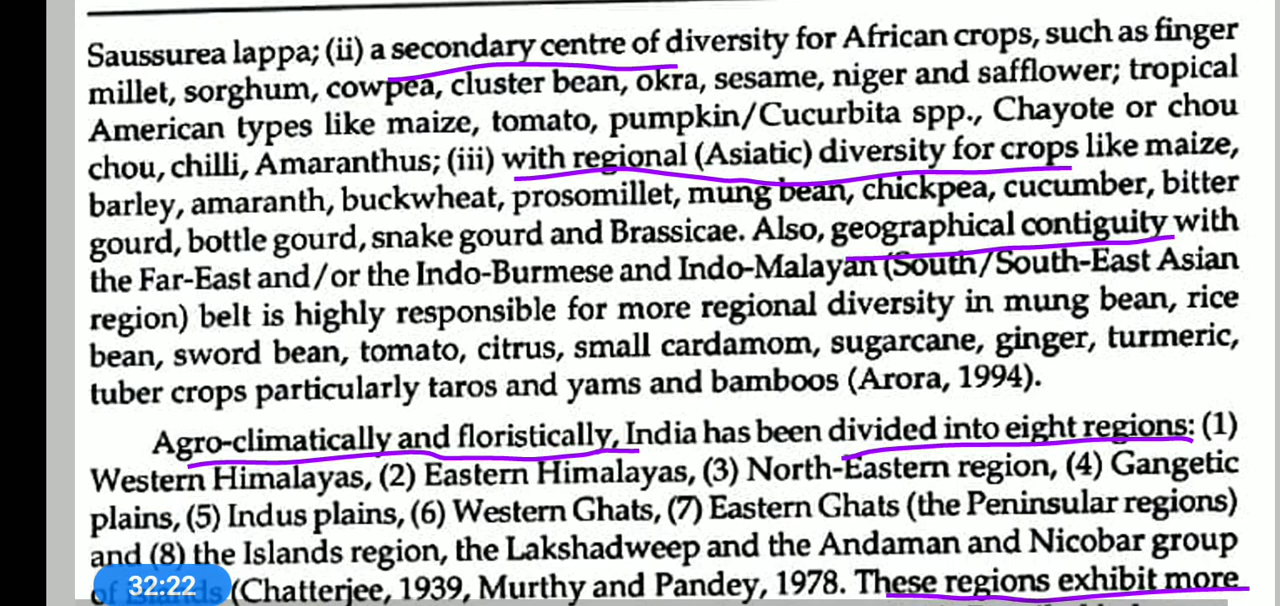 Saussurea lappa; (ii) a secondary centre of diversity for African crops, such as finger
millet, sorghum, cowpea, cluster bean, okra, sesame, niger and safflower; tropical
American types like maize, tomato, pumpkin/Cucurbita spp., Chayote or chou
chou, chilli, Amaranthus; (iii) with regional (Asiatic) diversity for crops like maize,
barley, amaranth, buckwheat, prosomillet, mung bean, chickpea, cucumber, bitter
gourd, bottle gourd, snake gourd and Brassicae. Also, geographical contiguity with
the Far-East and/or the Indo-Burmese and Indo-Malayan (South/South-East Asian
region) belt is highly responsible for more regional diversity in mung bean, rice
bean, sword bean, tomato, citrus, small cardamom, sugarcane, ginger, turmeric,
tuber crops particularly taros and yams and bamboos (Arora, 1994).
Agro-climatically and floristically, India has been divided into eight regions: (1)
Western Himalayas, (2) Eastern Himalayas, (3) North-Eastern region, (4) Gangetic
plains, (5) Indus plains, (6) Western Ghats, (7) Eastern Ghats (the Peninsular regions)
and (8) the Islands region, the Lakshadweep and the Andaman and Nicobar group
of Islands (Chatterjee, 1939, Murthy and Pandey, 1978. These regions exhibit more
32:22